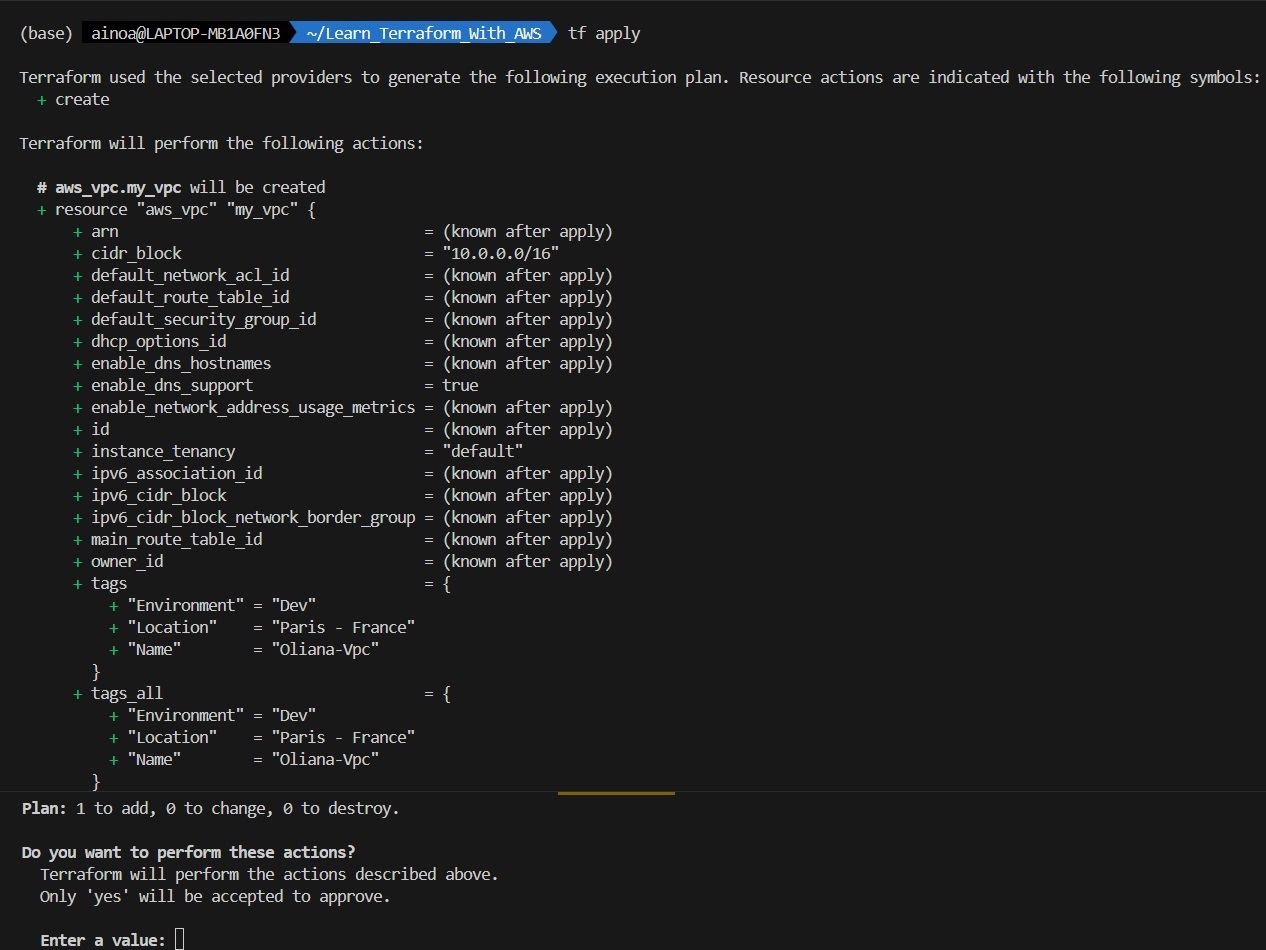 (base) ainoa@LAPTOP-MB1A0FN3 ~/Learn_Terraform_With_AWS tf apply
Terraform used the selected providers to generate the following execution plan. Resource actions are indicated with the following symbols:
+ create
Terraform will perform the following actions:
# aws_vpc.my_vpc will be created
+ resource "aws_vpc" "my_vpc" {
+ arn = (known after apply)
+ cidr_block = "10.0.0.0/16"
+ default_network_acl_id = (known after apply)
+ default_route_table_id = (known after apply)
+ default_security_group_id = (known after apply)
+ dhcp_options_id = (known after apply)
+ enable_dns_hostnames = (known after apply)
+ enable_dns_support = true
+ enable_network_address_usage_metrics = (known after apply)
+ id = (known after apply)
+ instance_tenancy = "default"
+ ipv6_association_id = (known after apply)
+ ipv6_cidr_block = (known after apply)
+ ipv6_cidr_block_network_border_group = (known after apply)
+ main_route_table_id = (known after apply)
+ owner_id = (known after apply)
+ tags = {
+ "Environment" = "Dev"
+ "Location" = "Paris - France"
+ "Name" = "Oliana-Vpc"
}
+ tags_all = {
+ "Environment" = "Dev"
+ "Location" = "Paris - France"
+ "Name" = "Oliana-Vpc"
}
Plan: 1 to add, 0 to change, 0 to destroy.
Do you want to perform these actions?
Terraform will perform the actions described above.
Only 'yes' will be accepted to approve.
Enter a value: